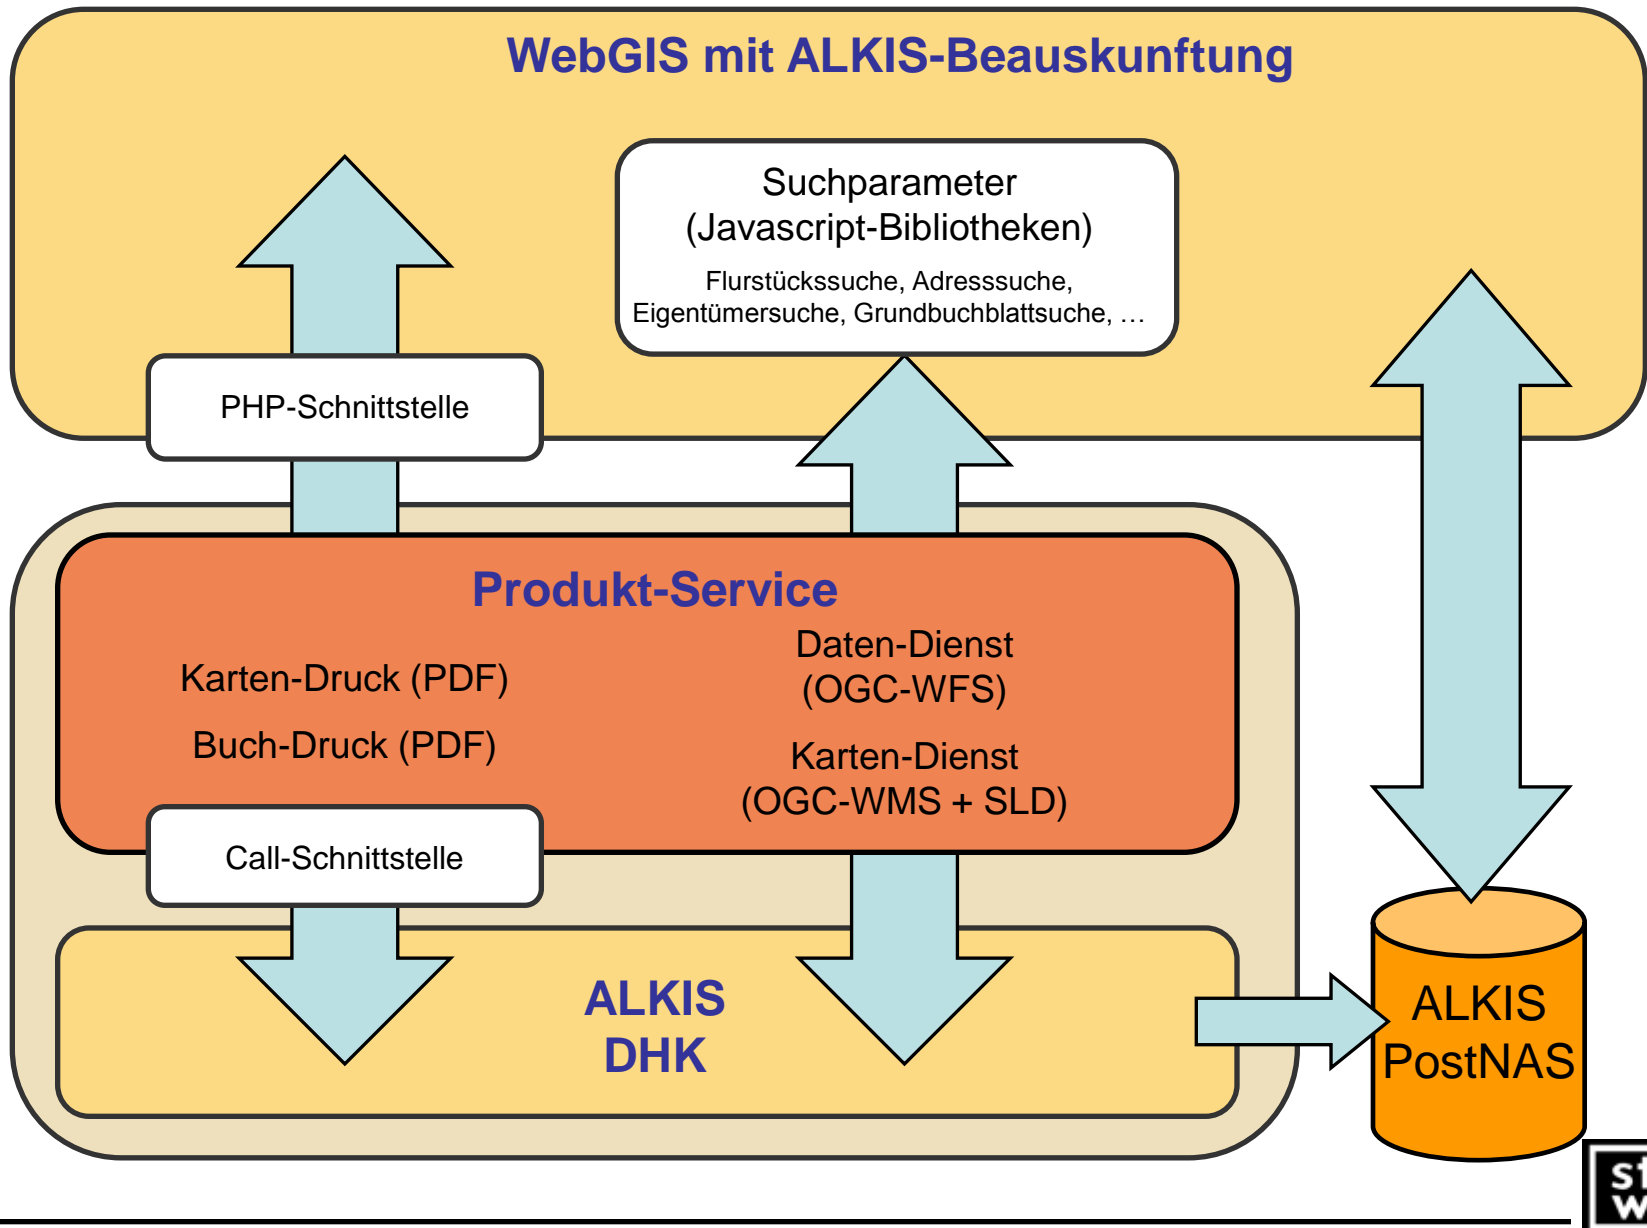 WebGIS mit ALKIS-Beauskunftung
Suchparameter
(Javascript-Bibliotheken)
Flurstückssuche, Adresssuche,
Eigentümersuche, Grundbuchblattsuche, …
PHP-Schnittstelle
Produkt-Service
Karten-Druck (PDF)
Buch-Druck (PDF)
Daten-Dienst
(OGC-WFS)
Karten-Dienst
(OGC-WMS + SLD)
Call-Schnittstelle
ALKIS
DHK
ALKIS
PostNAS